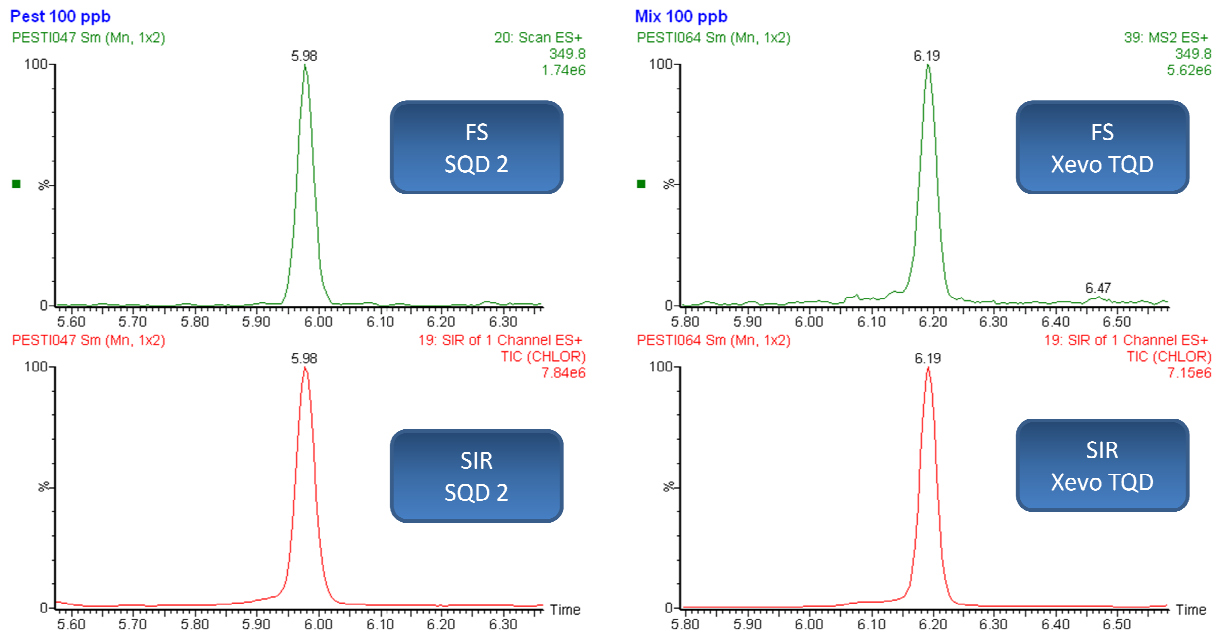 Pest 100 ppb
PESTI047 Sm (Mn, 1x2)
20: Scan ES+
349.8
1.74e6
5.98
100
%
0
FS
SQD 2
5.60 5.70 5.80 5.90 6.00 6.10 6.20 6.30
Mix 100 ppb
PESTI064 Sm (Mn, 1x2)
39: MS2 ES+
349.8
5.62e6
6.19
100
%
0
6.47
FS
Xevo TQD
5.80 5.90 6.00 6.10 6.20 6.30 6.40 6.50
PESTI047 Sm (Mn, 1x2)
19: SIR of 1 Channel ES+
TIC (CHLOR)
7.84e6
5.98
100
%
0
SIR
SQD 2
Time
5.60 5.70 5.80 5.90 6.00 6.10 6.20 6.30
PESTI064 Sm (Mn, 1x2)
19: SIR of 1 Channel ES+
TIC (CHLOR)
7.15e6
6.19
100
%
0
SIR
Xevo TQD
Time
5.80 5.90 6.00 6.10 6.20 6.30 6.40 6.50